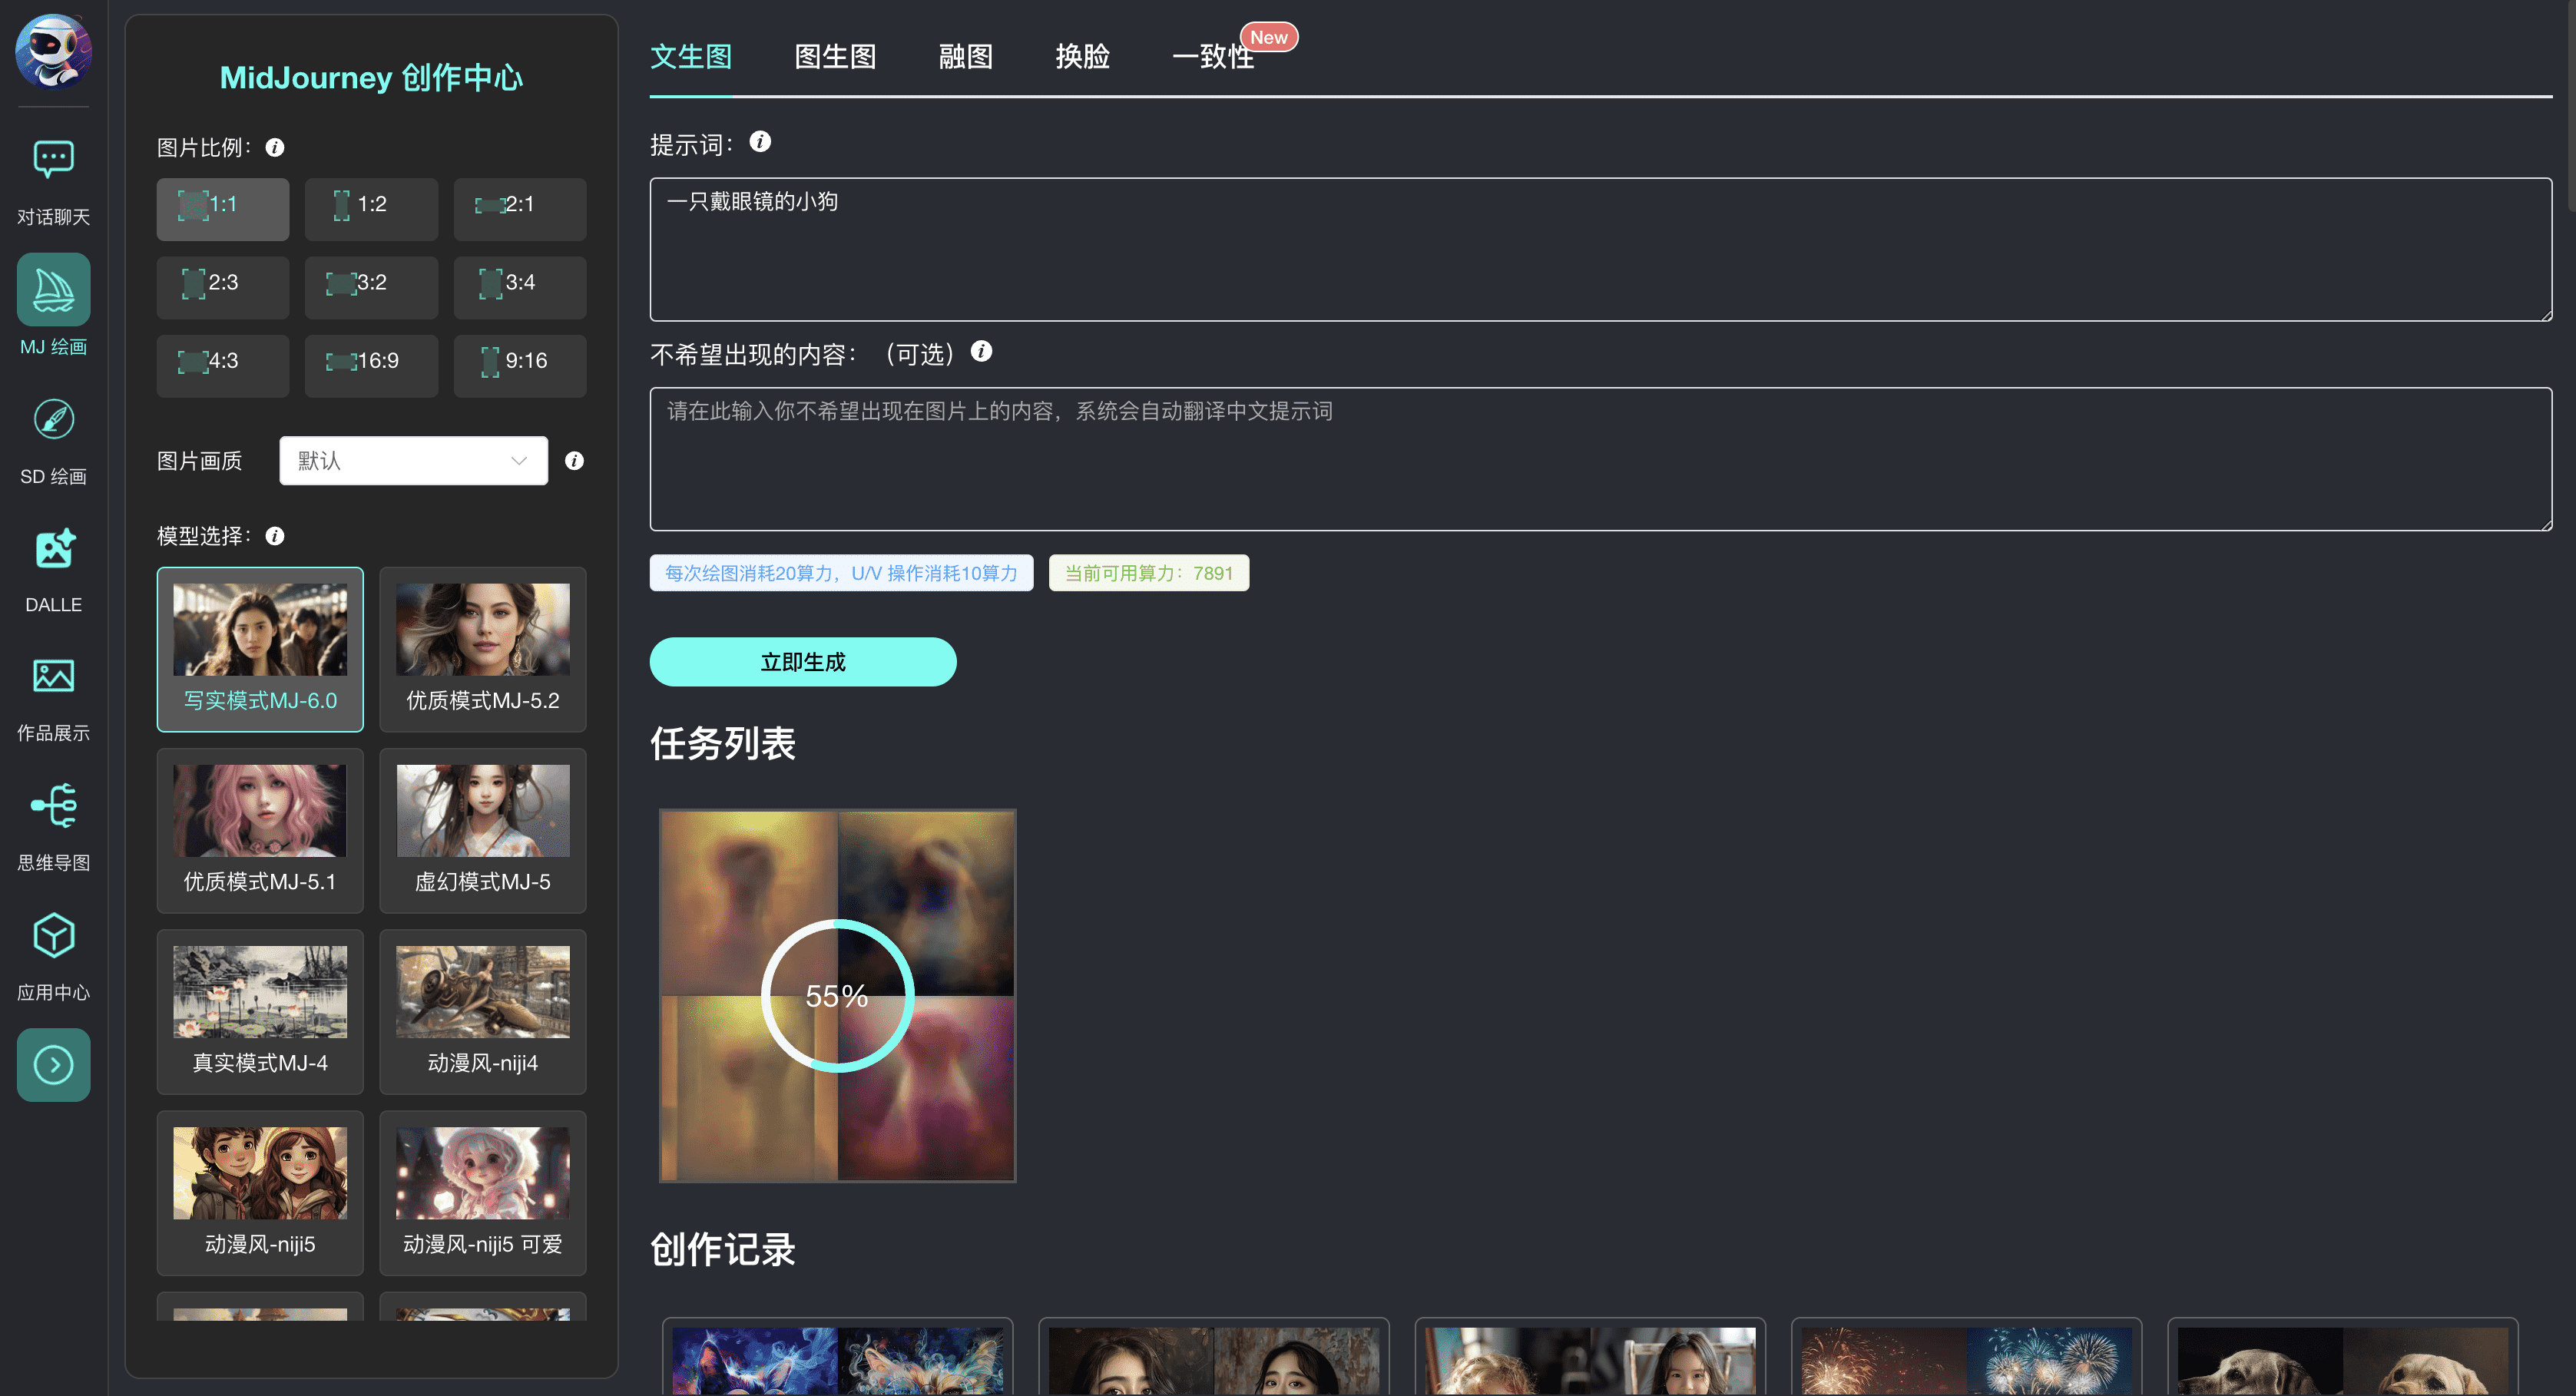 对话聊天
MJ 绘画
SD 绘画
DALLE
作品展示
思维导图
应用中心
MidJourney 创作中心
图片比例：
1:1
1:2
2:1
2:3
3:2
3:4
4:3
16:9
9:16
图片画质
默认
模型选择：
写实模式MJ-6.0
优质模式MJ-5.2
优质模式MJ-5.1
虚幻模式MJ-5
真实模式MJ-4
动漫风-niji4
动漫风-niji5
动漫风-niji5 可爱
文生图
图生图
融图
换脸
一致性
New
提示词：
一只戴眼镜的小狗
不希望出现的内容：（可选）
请在此输入你不希望出现在图片上的内容，系统会自动翻译中文提示词
每次绘图消耗20算力，U/V 操作消耗10算力
当前可用算力：7891
立即生成
任务列表
55%
创作记录